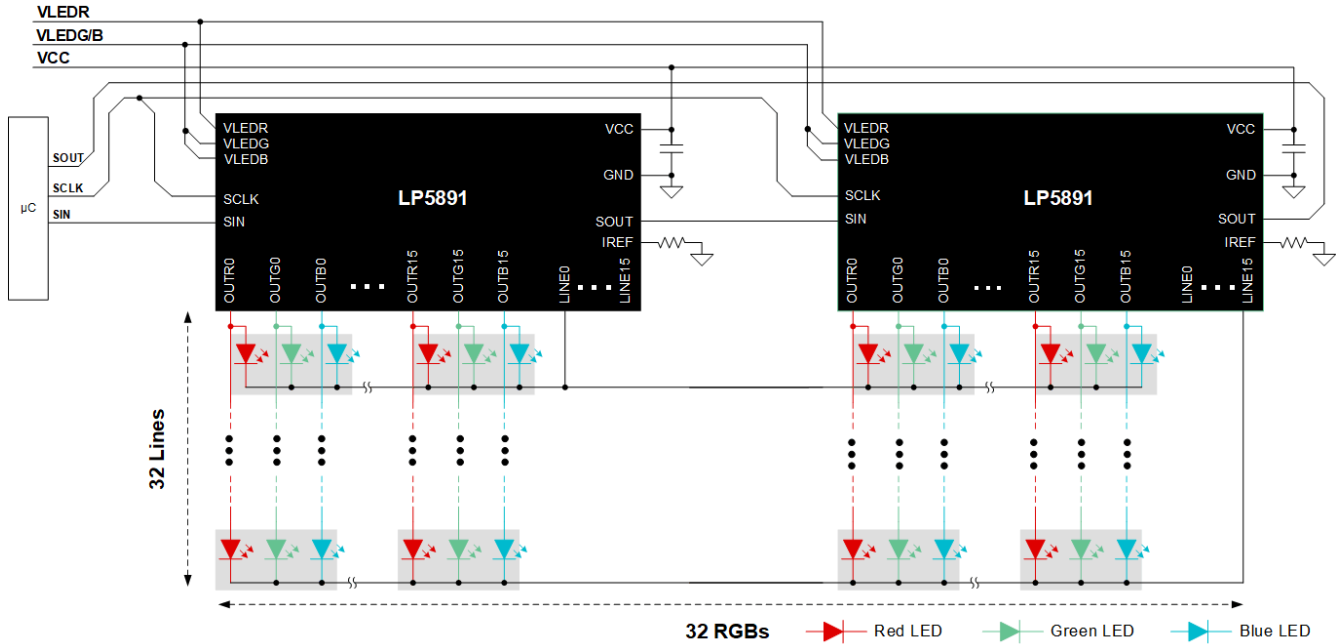 VLEDR
VLEDG/B
VCC
µC
SOUT
SCLK
SIN
VLEDR
VLEDG
VLEDB
SCLK
SIN
LP5891
VCC
GND
SOUT
IREF
OUTR0
OUTG0
OUTB0
OUTR15
OUTG15
OUTB15
LINE0
LINE15
VLEDR
VLEDG
VLEDB
SCLK
SIN
LP5891
VCC
GND
SOUT
IREF
OUTR0
OUTG0
OUTB0
OUTR15
OUTG15
OUTB15
LINE0
LINE15
32 Lines
32 RGBs
Red LED
Green LED
Blue LED